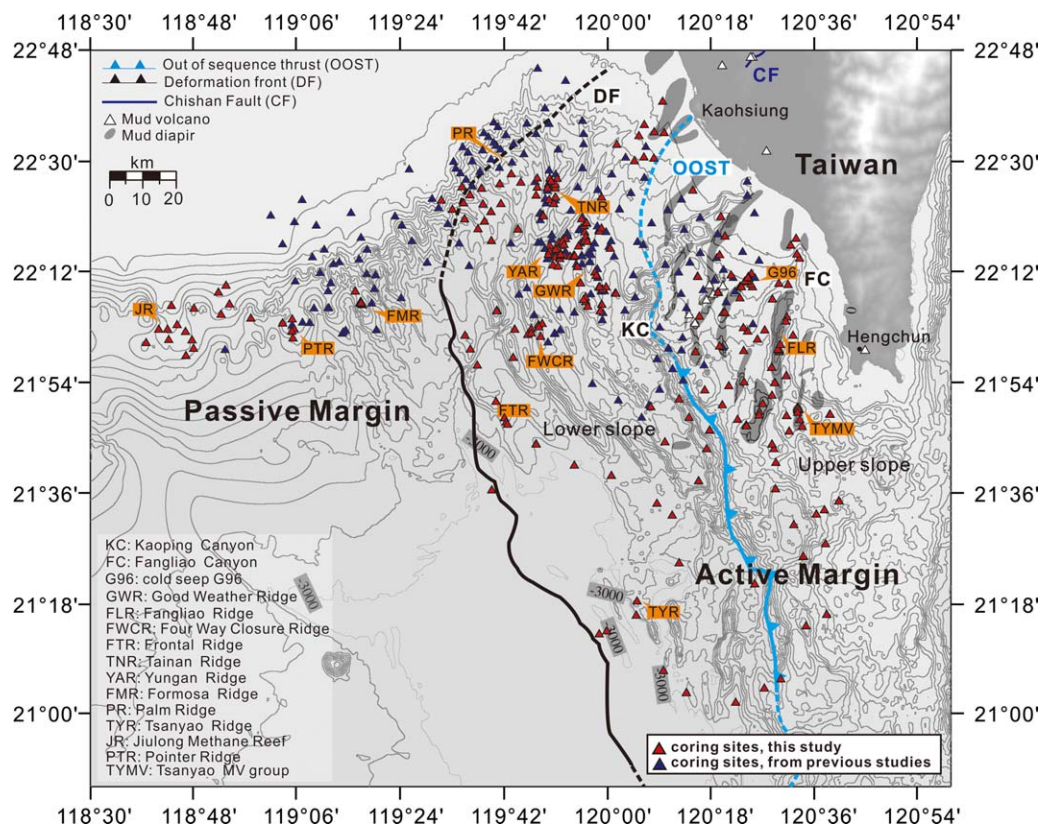 118°30' 118°48' 119°06' 119°24' 119°42' 120°00' 120°18' 120°36' 120°54'
22°48' 22°48'
Out of sequence thrust (OOST)
Deformation front (DF)
Chishan Fault (CF)
Mud volcano
Mud diapir
km
0 10 20
CF
DF
Kaohsiung
PR
22°30' 22°30'
OOST
Taiwan
TNR
22°12' 22°12'
YAR
G96
FC
GWR
JR
FMR
KC
0
Hengchun
PTR
FLR
FWCR
21°54' 21°54'
Passive Margin
FTR
Lower slope
TYMV
-3000
Upper slope
21°36' 21°36'
KC: Kaoping Canyon
FC: Fangliao Canyon
G96: cold seep G96
GWR: Good Weather Ridge
FLR: Fangliao Ridge
FWCR: Four Way Closure Ridge
FTR: Frontal Ridge
TNR: Tainan Ridge
YAR: Yungan Ridge
FMR: Formosa Ridge
PR: Palm Ridge
TYR: Tsanyao Ridge
JR: Jiulong Methane Reef
PTR: Pointer Ridge
TYMV: Tsanyao MV group
-3000
Active Margin
-3000
21°18' 21°18'
TYR
-3000
-3000
21°00' 21°00'
coring sites, this study
coring sites, from previous studies
118°30' 118°48' 119°06' 119°24' 119°42' 120°00' 120°18' 120°36' 120°54'